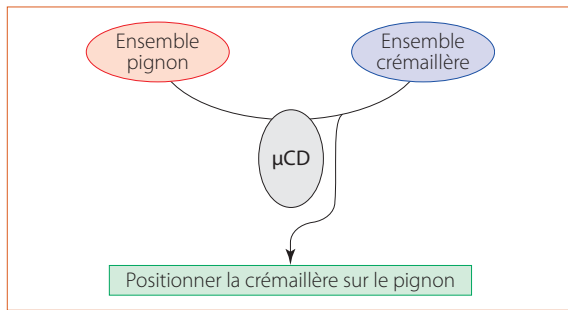 Ensemble
pignon
Ensemble
crémaillère
µCD
Positionner la crémaillère sur le pignon